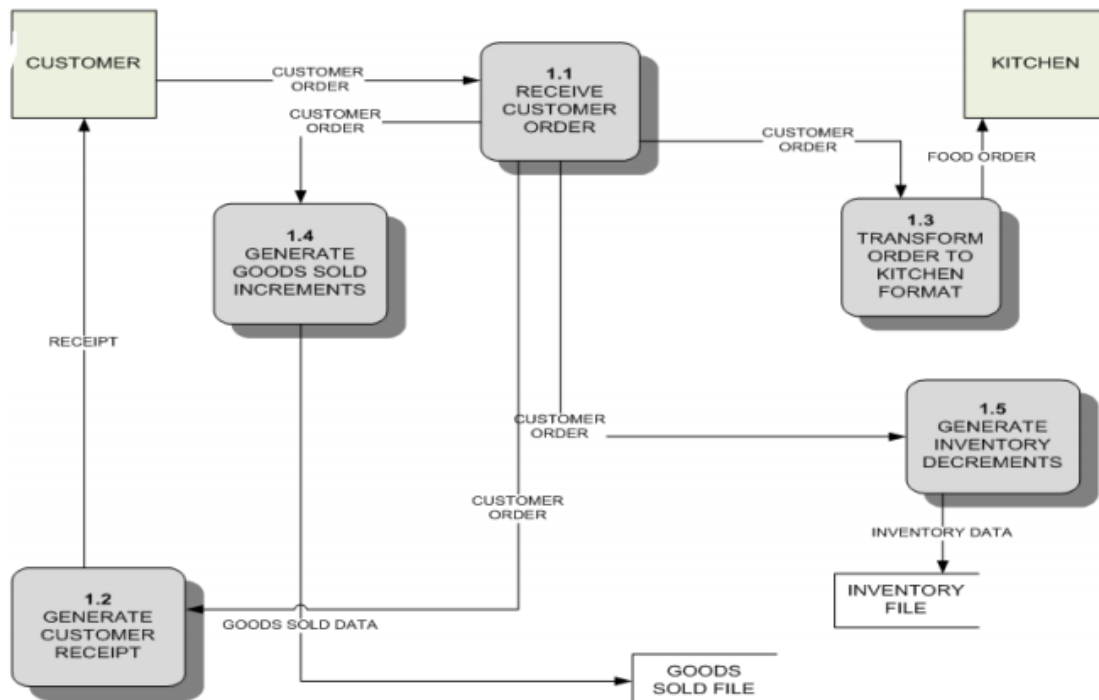 CUSTOMER
CUSTOMER
ORDER
1.1
RECEIVE
CUSTOMER
ORDER
KITCHEN
CUSTOMER
ORDER
CUSTOMER
ORDER
FOOD ORDER
1.4
GENERATE
GOODS SOLD
INCREMENTS
1.3
TRANSFORM
ORDER TO
KITCHEN
FORMAT
RECEIPT
CUSTOMER
ORDER
1.5
GENERATE
INVENTORY
DECREMENTS
CUSTOMER
ORDER
INVENTORY DATA
1.2
GENERATE
CUSTOMER
RECEIPT
GOODS SOLD DATA
INVENTORY
FILE
GOODS
SOLD FILE